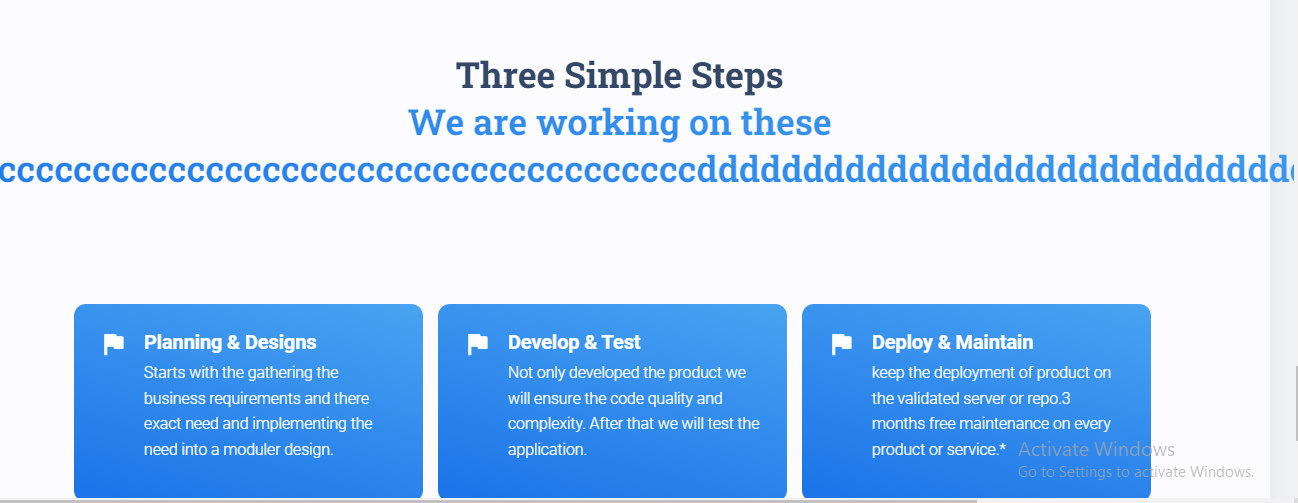 Three Simple Steps
We are working on these
Planning & Designs
Starts with the gathering the
business requirements and there
exact need and implementing the
need into a moduler design.
Develop & Test
Not only developed the product we
will ensure the code quality and
complexity. After that we will test the
application.
Deploy & Maintain
keep the deployment of product on
the validated server or repo.3
months free maintenance on every
product or service.*
Activate Windows
Go to Settings to activate Windows.